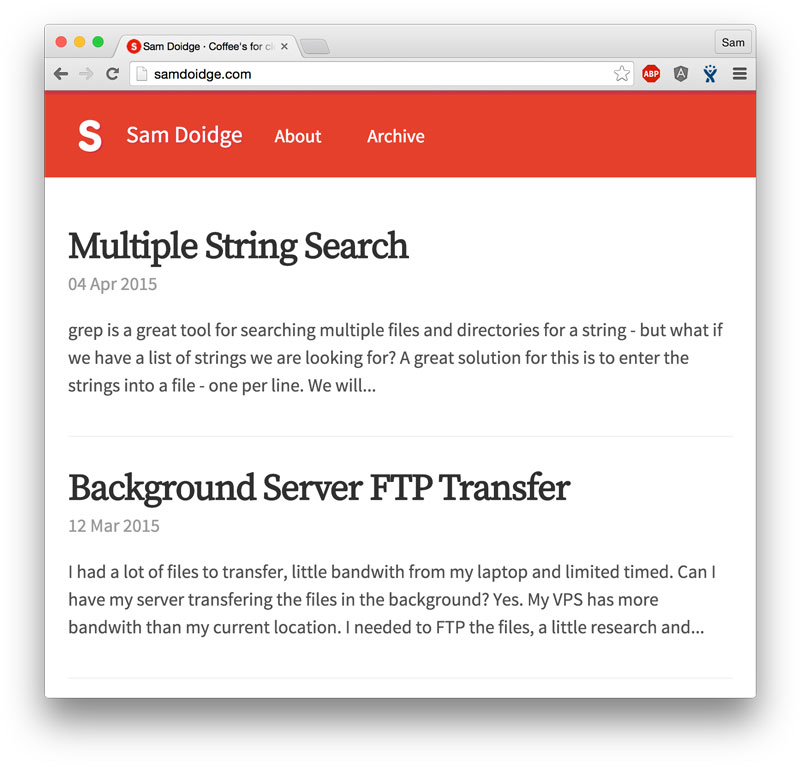 Sam Doidge · Coffee's for cl
Sam
samdoidge.com
ABP
A
S
Sam Doidge
About
Archive
Multiple String Search
04 Apr 2015
grep is a great tool for searching multiple files and directories for a string - but what if
we have a list of strings we are looking for? A great solution for this is to enter the
strings into a file - one per line. We will...
Background Server FTP Transfer
12 Mar 2015
I had a lot of files to transfer, little bandwith from my laptop and limited timed. Can I
have my server transfering the files in the background? Yes. My VPS has more
bandwith than my current location. I needed to FTP the files, a little research and...